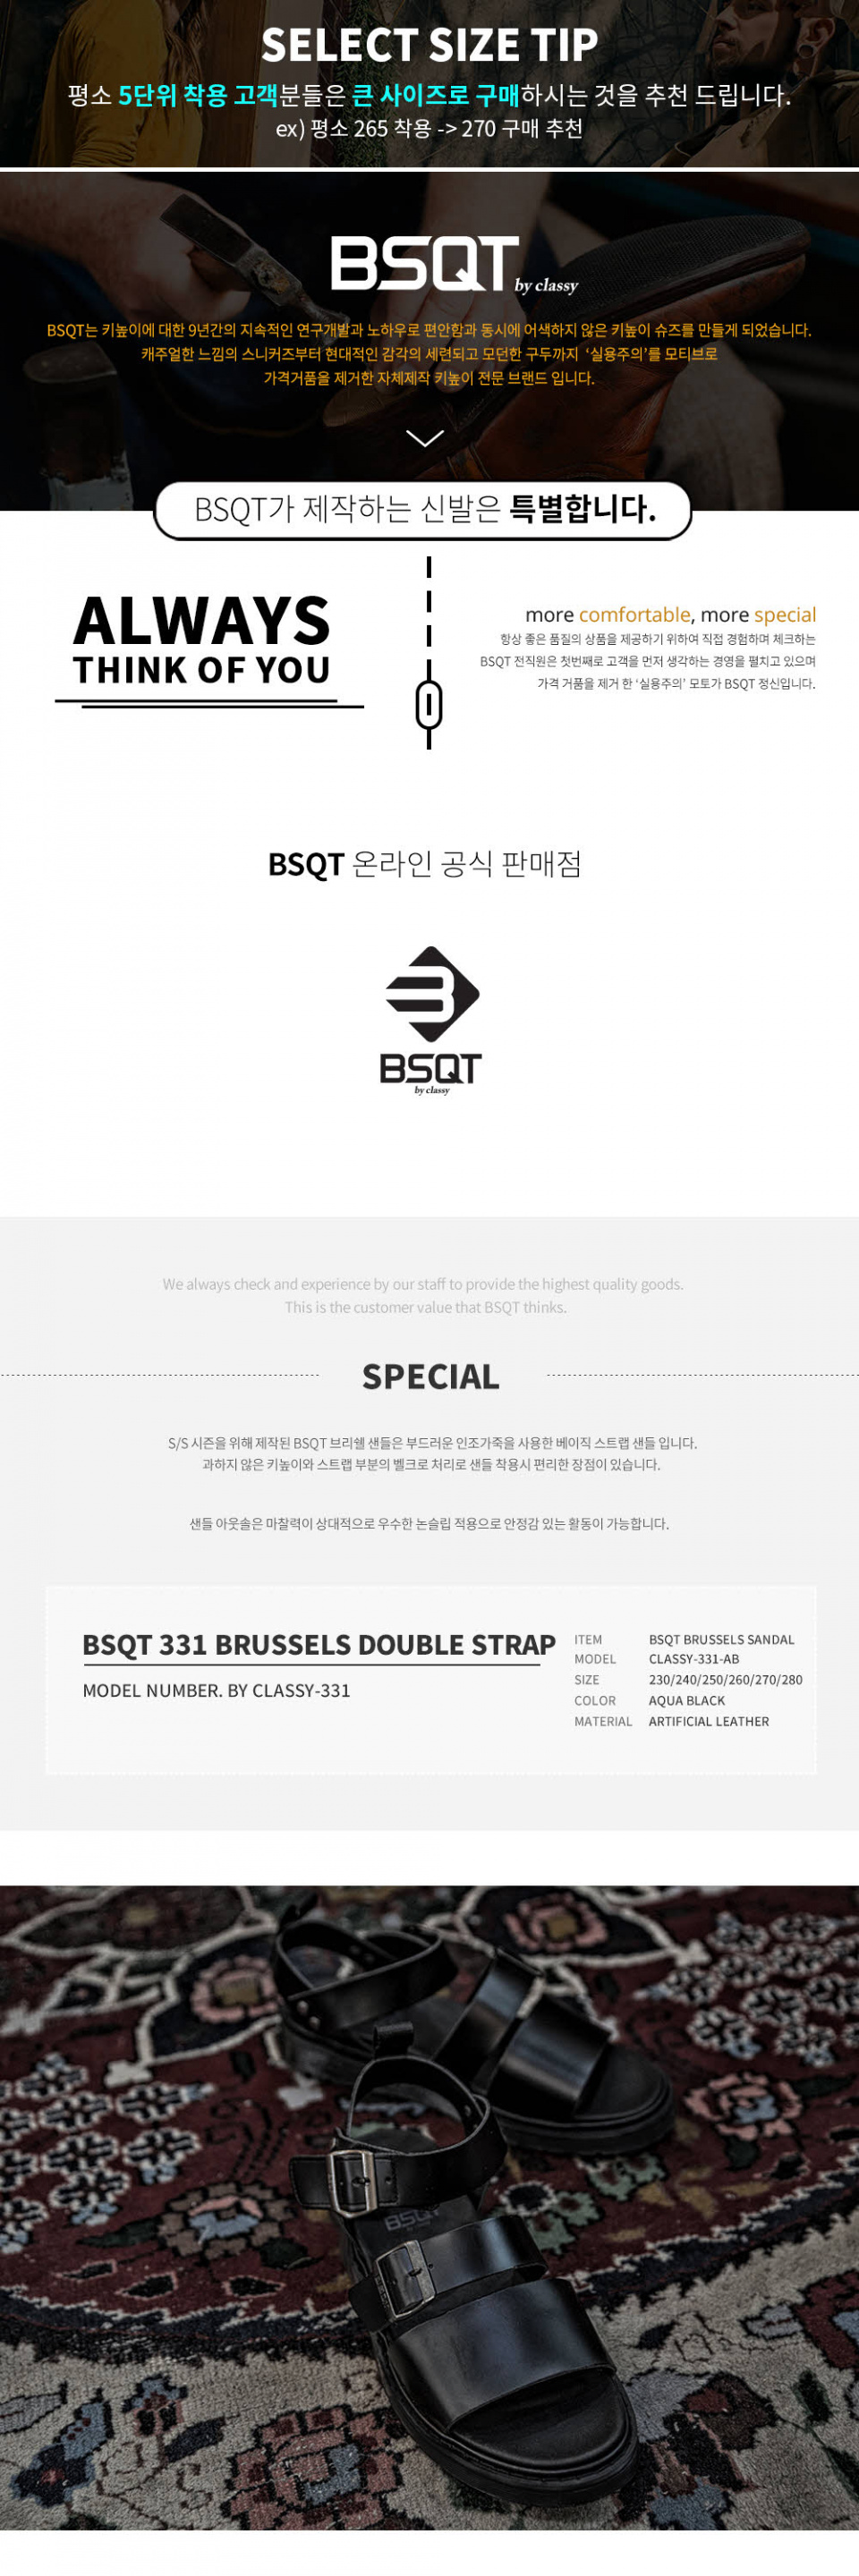 SELECT SIZE TIP
평소 5단위 착용 고객분들은 큰 사이즈로 구매하시는 것을 추천 드립니다.
ex) 평소 265 착용 -> 270 구매 추천
BSQT by classy
BSQT는 키높이에 대한 9년간의 지속적인 연구개발과 노하우로 편안함과 동시에 어색하지 않은 키높이 슈즈를 만들게 되었습니다.
캐주얼한 느낌의 스니커즈부터 현대적인 감각의 세련되고 모던한 구두까지 ‘실용주의’를 모티브로
가격거품을 제거한 자체제작 키높이 전문 브랜드 입니다.
BSQT가 제작하는 신발은 특별합니다.
ALWAYS
THINK OF YOU
more comfortable, more special
항상 좋은 품질의 상품을 제공하기 위하여 직접 경험하며 체크하는
BSQT 전직원은 첫번째로 고객을 먼저 생각하는 경영을 펼치고 있으며
가격 거품을 제거 한 ‘실용주의’ 모토가 BSQT 정신입니다.
BSQT 온라인 공식 판매점
BSQT
by classy
We always check and experience by our staff to provide the highest quality goods.
This is the customer value that BSQT thinks.
SPECIAL
S/S 시즌을 위해 제작된 BSQT 브리쉘 샌들은 부드러운 인조가죽을 사용한 베이직 스트랩 샌들 입니다.
과하지 않은 키높이와 스트랩 부분의 벨크로 처리로 샌들 착용시 편리한 장점이 있습니다.
샌들 아웃솔은 마찰력이 상대적으로 우수한 논슬립 적용으로 안정감 있는 활동이 가능합니다.
BSQT 331 BRUSSELS DOUBLE STRAP
MODEL NUMBER. BY CLASSY-331
ITEM BSQT BRUSSELS SANDAL
MODEL CLASSY-331-AB
SIZE 230/240/250/260/270/280
COLOR AQUA BLACK
MATERIAL ARTIFICIAL LEATHER